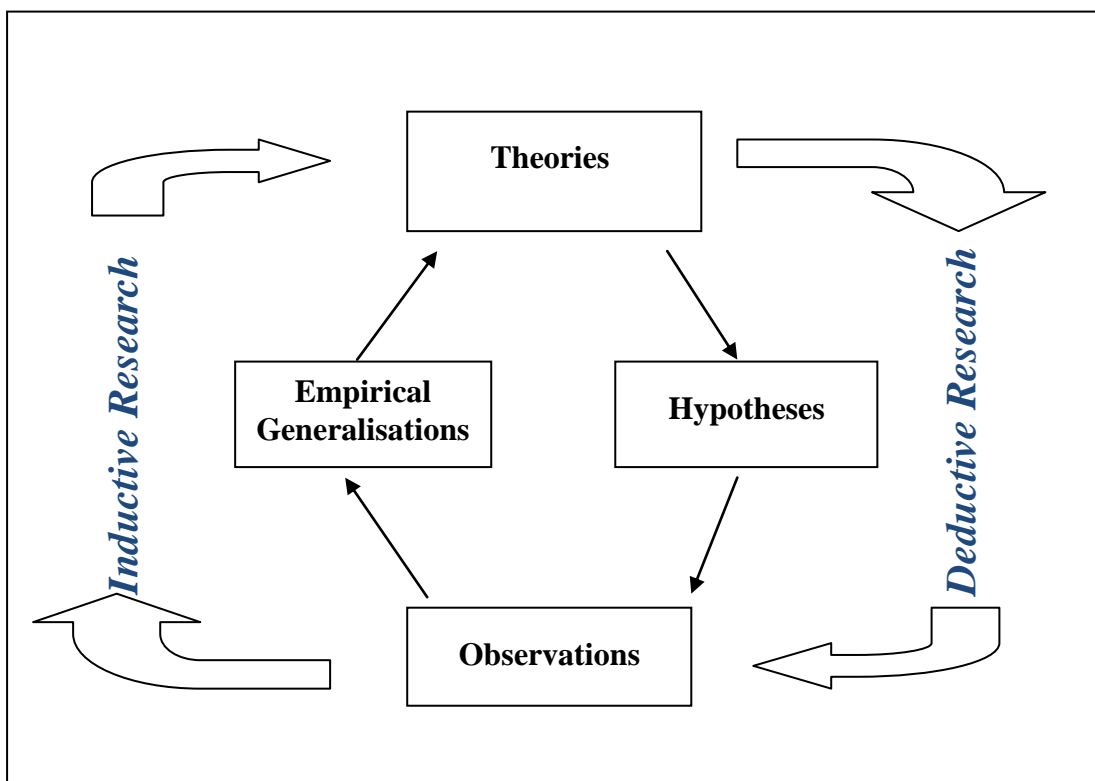 Theories
Inductive Research
Deductive Research
Empirical
Generalisations
Hypotheses
Observations